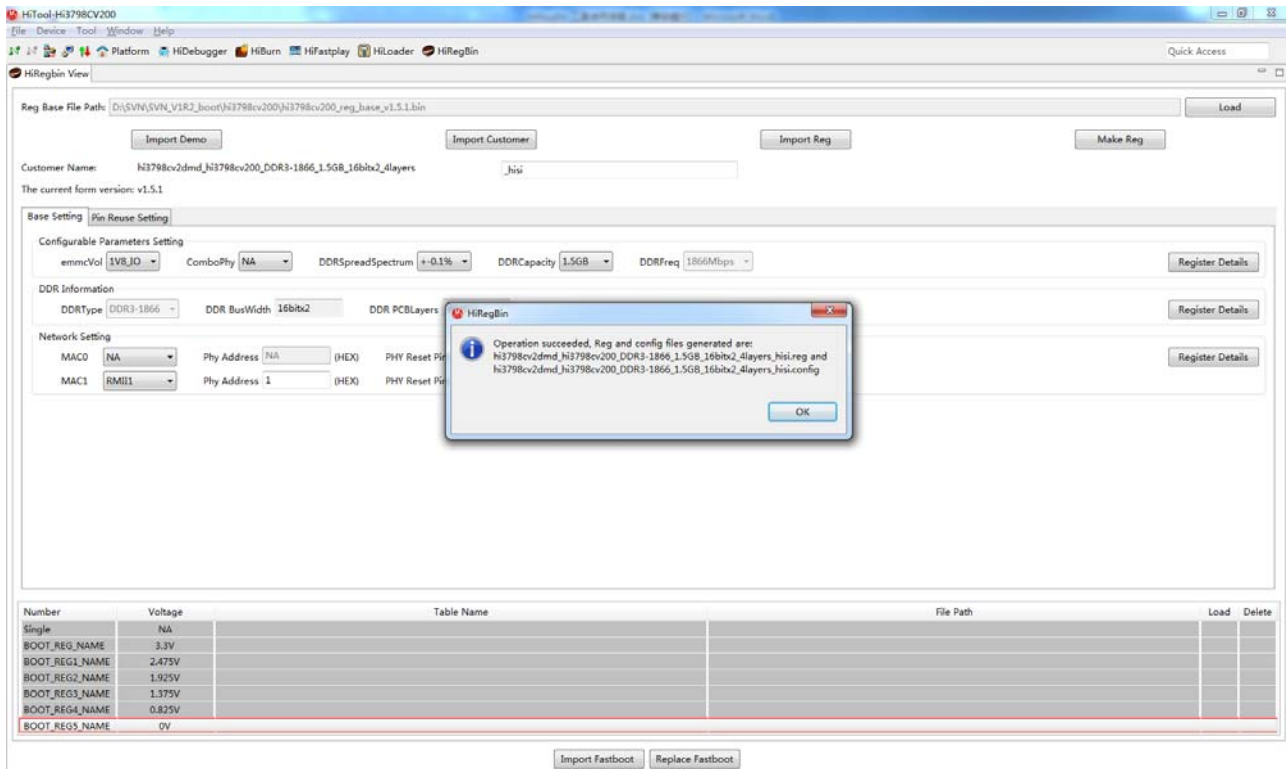 HiTool-Hi3798CV200
File Device Tool Window Help
Platform HiDebugger HiBurn HiFastplay HiLoader HiRegBin Quick Access
HiRegbin View
Reg Base File Path: D:\SVN\SVN_V1R2_boot\hi3798cv200\hi3798cv200_reg_base_v1.5.1.bin Load
Import Demo Import Customer Import Reg Make Reg
Customer Name: hi3798cv2dmd_hi3798cv200_DDR3-1866_1.5GB_16bitx2_4layers _hisi
The current form version: v1.5.1
Base Setting Pin Reuse Setting
Configurable Parameters Setting
emmcVol 1V8_IO ComboPhy NA DDRSpreadSpectrum +-0.1% DDRCapacity 1.5GB DDRFreq 1866Mbps Register Details
DDR Information
DDRType DDR3-1866 DDR BusWidth 16bitx2 DDR PCBLayers Register Details
Network Setting
MAC0 NA Phy Address NA (HEX) PHY Reset Pin Register Details
MAC1 RMII1 Phy Address 1 (HEX) PHY Reset Pin
HiRegBin
Operation succeeded, Reg and config files generated are:
hi3798cv2dmd_hi3798cv200_DDR3-1866_1.5GB_16bitx2_4layers_hisi.reg and
hi3798cv2dmd_hi3798cv200_DDR3-1866_1.5GB_16bitx2_4layers_hisi.config
OK
Number Voltage Table Name File Path Load Delete
Single NA
BOOT_REG_NAME 3.3V
BOOT_REG1_NAME 2.475V
BOOT_REG2_NAME 1.925V
BOOT_REG3_NAME 1.375V
BOOT_REG4_NAME 0.825V
BOOT_REG5_NAME 0V
Import Fastboot Replace Fastboot